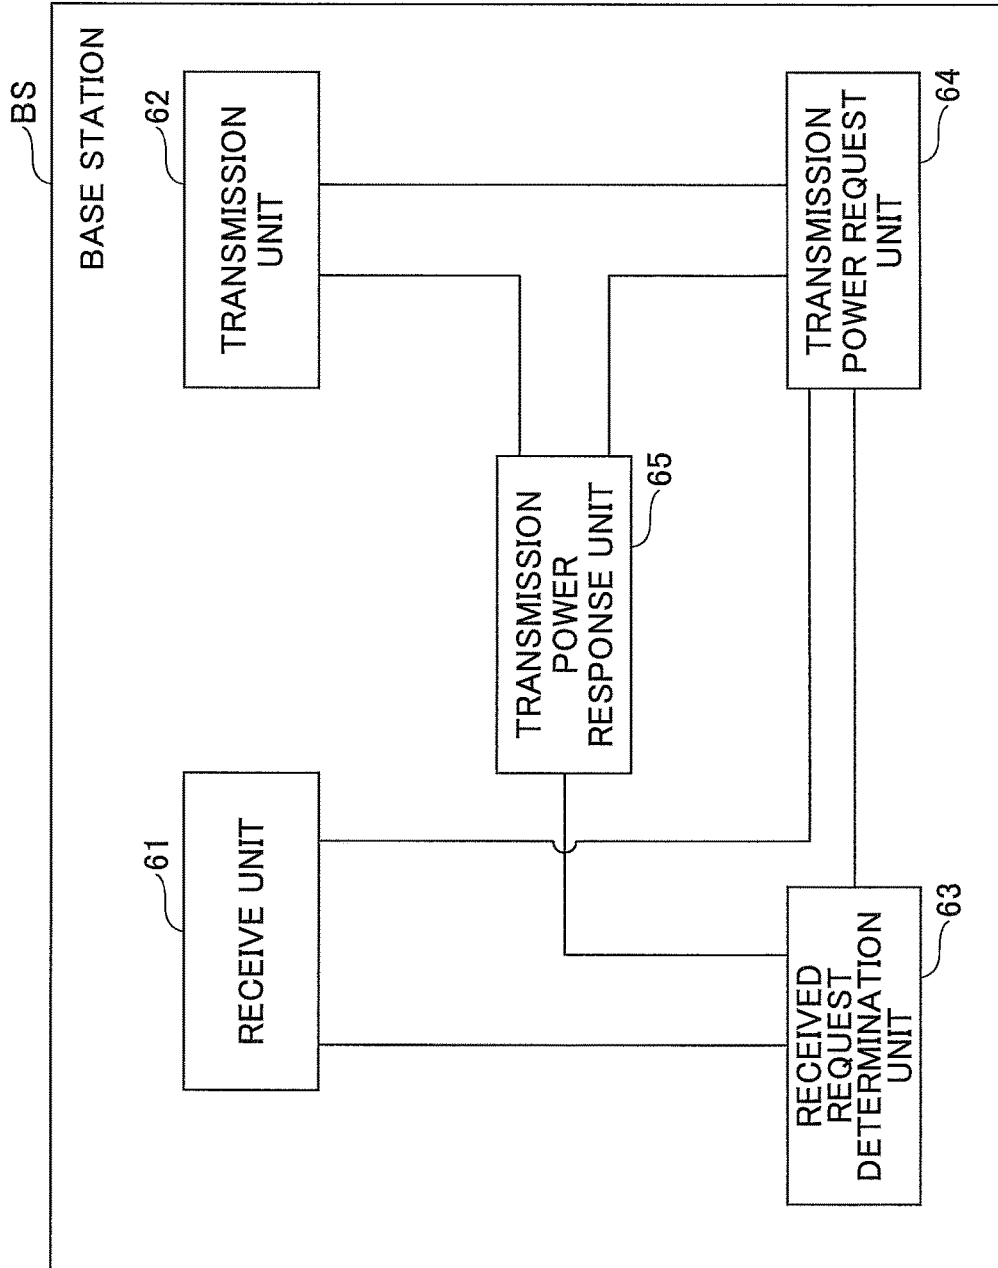 BS
BASE STATION
61
RECEIVE UNIT
62
TRANSMISSION
UNIT
TRANSMISSION
POWER
RESPONSE UNIT
65
RECEIVED
REQUEST
DETERMINATION
UNIT
63
TRANSMISSION
POWER REQUEST
UNIT
64